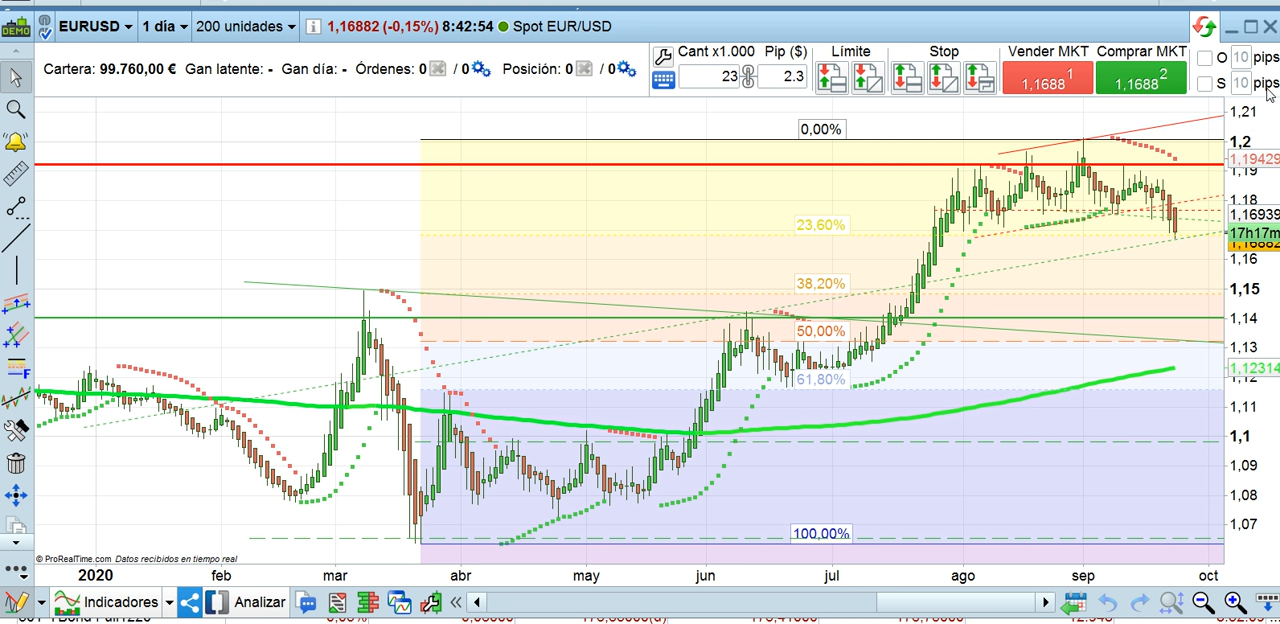 DEMO
EURUSD 1 día 200 unidades 1,16882 (-0,15%) 8:42:54 Spot EUR/USD
Cartera: 99.760,00 € Gan latente: - Gan día: - Órdenes: 0 / 0 Posición: 0 / 0
Cant x1.000 Pip ($) Límite Stop Vender MKT Comprar MKT
23 2.3 1,1688 1 1,1688 2
O 10 pips
S 10 pips
1,21
0,00%
1,2
1,19429
1,19
1,18
23,60%
1,16939
17h17m
1,16882
1,16
38,20%
1,15
1,14
50,00%
1,13
1,12314
61,80%
1,12
1,11
1,1
1,09
1,08
1,07
100,00%
© ProRealTime.com Datos recibidos en tiempo real
2020 feb mar abr may jun jul ago sep oct
Indicadores Analizar